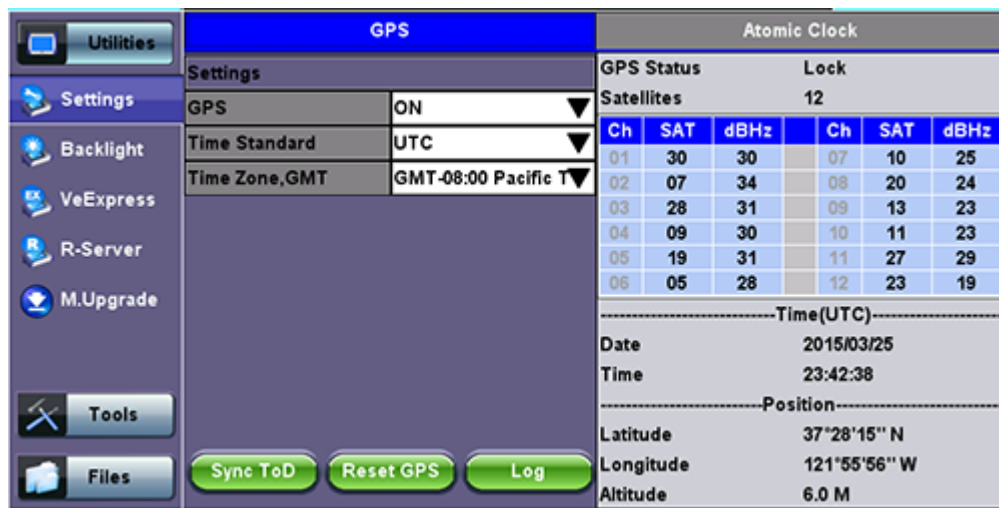 Utilities
Settings
Backlight
VeExpress
R-Server
M.Upgrade
Tools
Files
GPS
Settings
GPS ON
Time Standard UTC
Time Zone,GMT GMT-08:00 Pacific T
Sync ToD Reset GPS Log
Atomic Clock
GPS Status Lock
Satellites 12
Ch SAT dBHz Ch SAT dBHz
01 30 30 07 10 25
02 07 34 08 20 24
03 28 31 09 13 23
04 09 30 10 11 23
05 19 31 11 27 29
06 05 28 12 23 19
Time(UTC)
Date 2015/03/25
Time 23:42:38
Position
Latitude 37°28'15'' N
Longitude 121°55'56'' W
Altitude 6.0 M